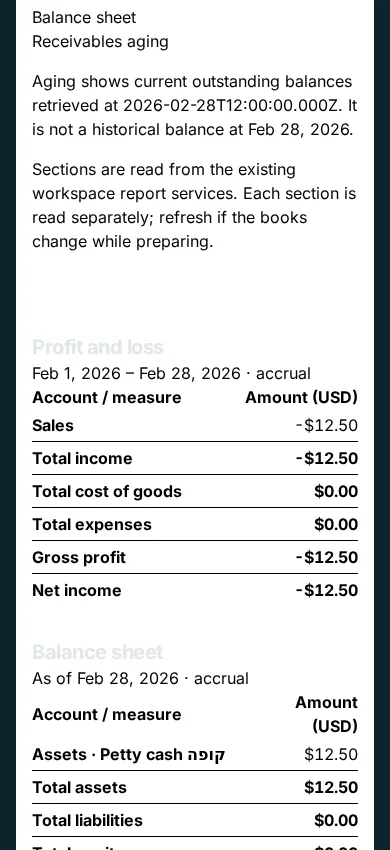 Balance sheet
Receivables aging
Aging shows current outstanding balances
retrieved at 2026-02-28T12:00:00.000Z. It
is not a historical balance at Feb 28, 2026.
Sections are read from the existing
workspace report services. Each section is
read separately; refresh if the books
change while preparing.
Profit and loss
Feb 1, 2026 – Feb 28, 2026 · accrual
Account / measure Amount (USD)
Sales -$12.50
Total income -$12.50
Total cost of goods $0.00
Total expenses $0.00
Gross profit -$12.50
Net income -$12.50
Balance sheet
As of Feb 28, 2026 · accrual
Account / measure Amount (USD)
Assets · Petty cash קופה $12.50
Total assets $12.50
Total liabilities $0.00